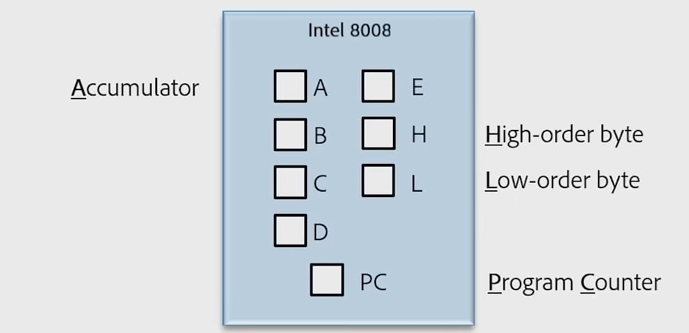 Intel 8008
Accumulator A E
B H High-order byte
C L Low-order byte
D
PC Program Counter